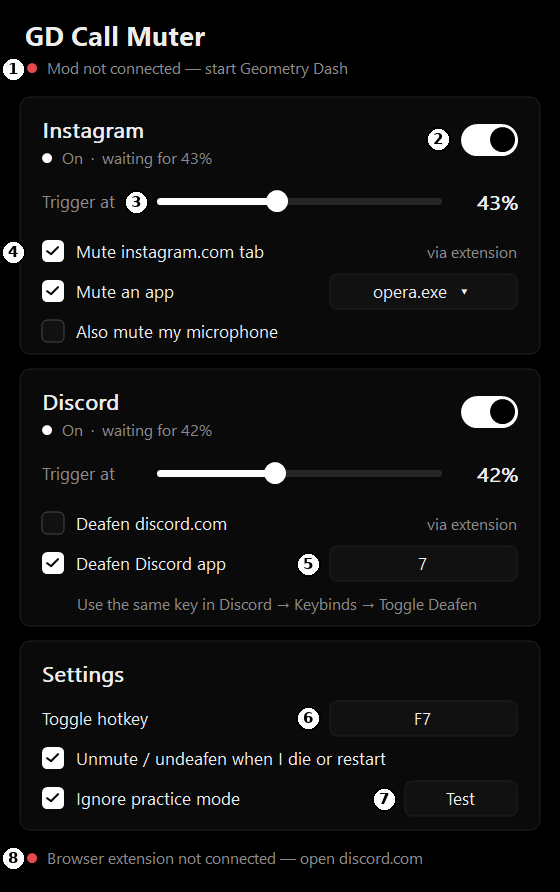 GD Call Muter
1 Mod not connected — start Geometry Dash
Instagram
2
On · waiting for 43%
Trigger at 3 43%
4 Mute instagram.com tab via extension
Mute an app opera.exe ▾
Also mute my microphone
Discord
On · waiting for 42%
Trigger at 42%
Deafen discord.com via extension
Deafen Discord app 5 7
Use the same key in Discord → Keybinds → Toggle Deafen
Settings
Toggle hotkey 6 F7
Unmute / undeafen when I die or restart
Ignore practice mode 7 Test
8 Browser extension not connected — open discord.com